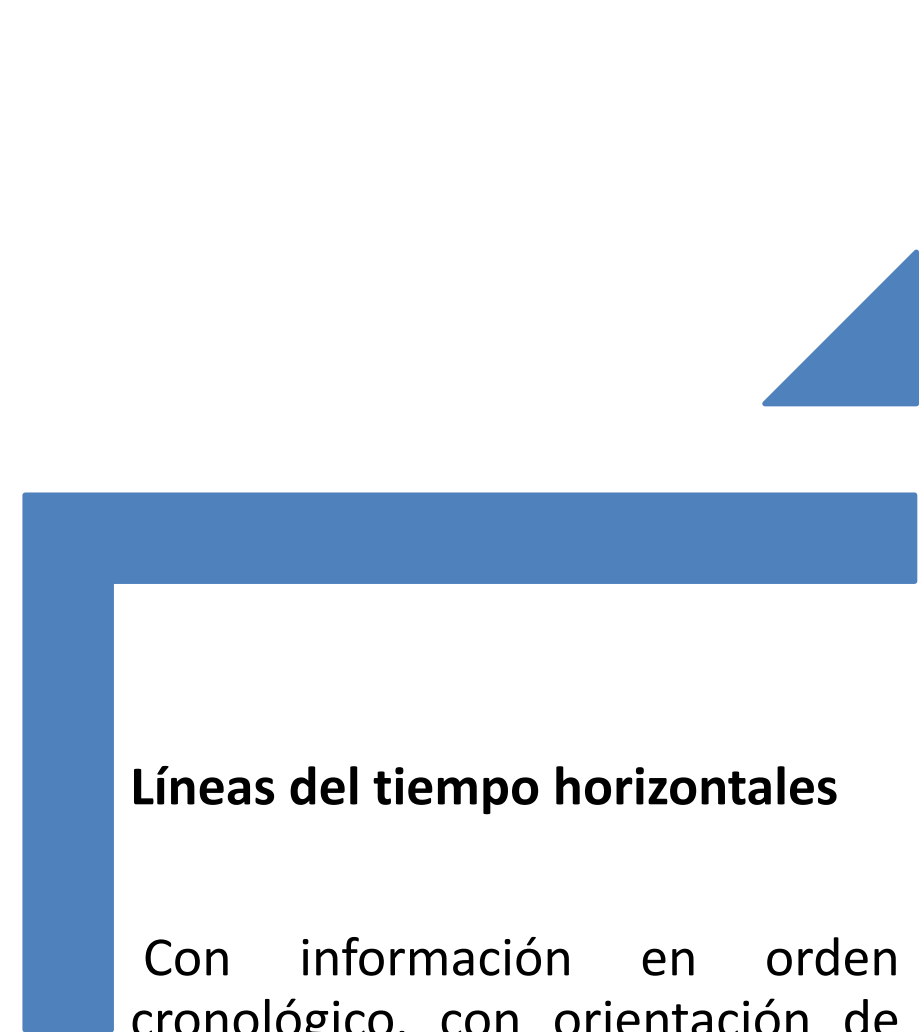 Líneas del tiempo horizontales
Con información en orden
cronológico, con orientación de